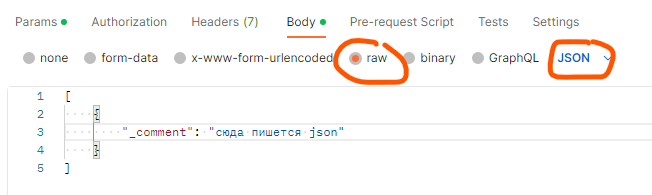 Params Authorization Headers (7) Body Pre-request Script Tests Settings
none form-data x-www-form-urlencoded raw binary GraphQL JSON
1 [
2 {
3 "_comment": "сюда пишется json"
4 }
5 ]